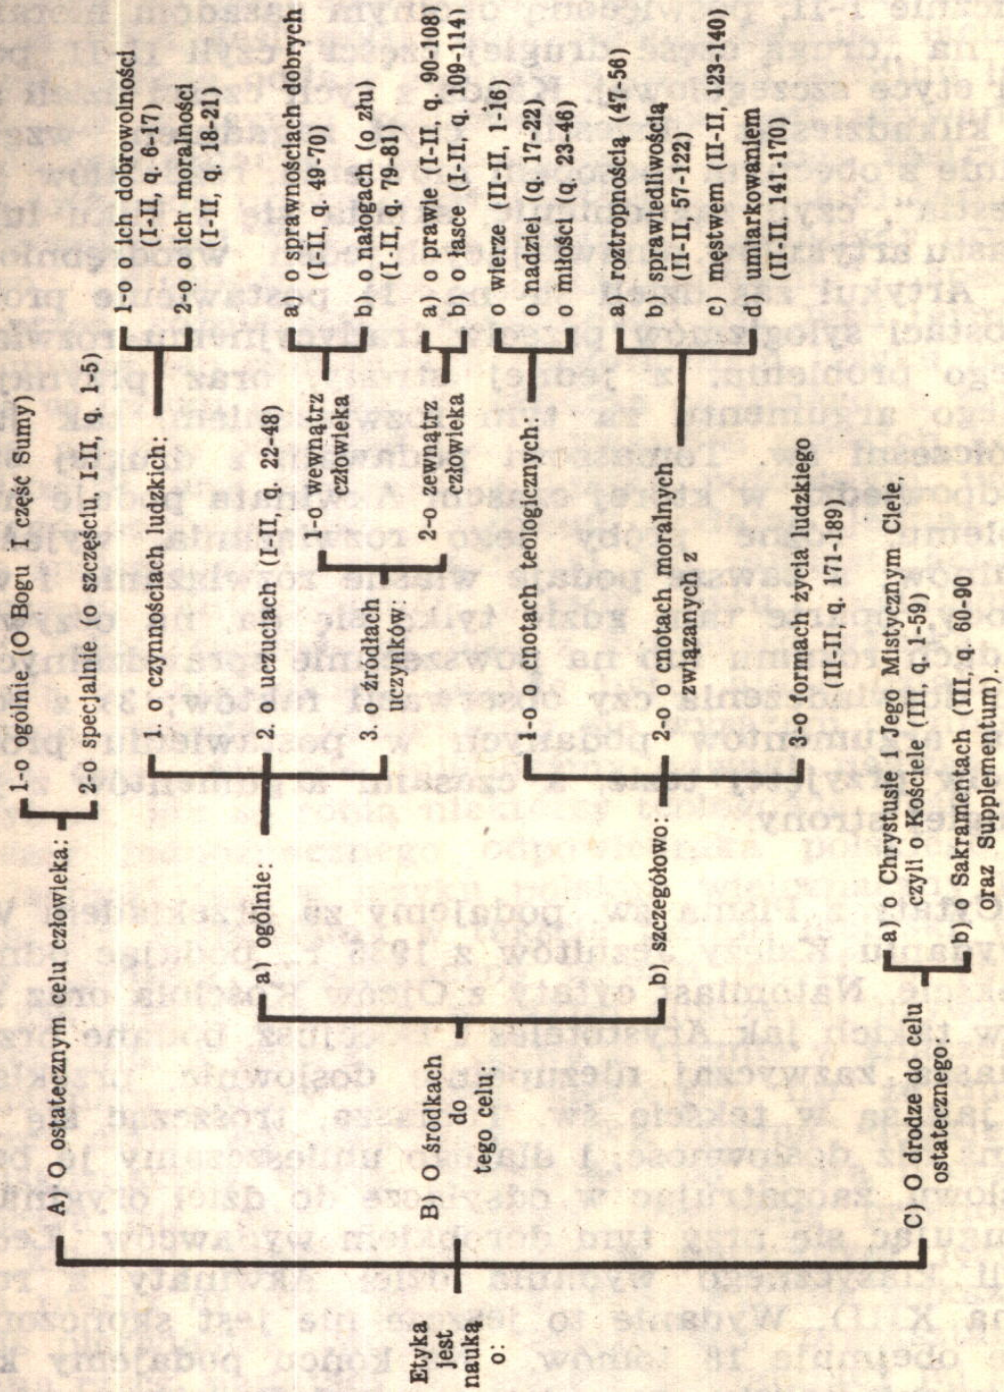 Etyka
jest
nauką
o:
A) O ostatecznym celu człowieka:
1-o ogólnie (O Bogu I część Sumy)
2-o specjalnie (o szczęściu, I-II, q. 1-5)
B) O środkach
do
tego celu;
a) ogólnie:
1. o czynnościach ludzkich:
1-o o ich dobrowolności
(I-II, q. 6-17)
2-o o ich moralności
(I-II, q. 18-21)
2. o uczuciach (I-II, q. 22-48)
3. o źródłach
uczynków:
1-o wewnątrz
człowieka
a) o sprawnościach dobrych
(I-II, q. 49-70)
b) o nałogach (o złu)
(I-II, q. 79-81)
2-o zewnątrz
człowieka
a) o prawie (I-II, q. 90-108)
b) o łasce (I-II, q. 109-114)
b) szczegółowo:
1-o o cnotach teologicznych:
o wierze (II-II, 1-16)
o nadziei (q. 17-22)
o miłości (q. 23-46)
2-o o cnotach moralnych
związanych z
a) roztropnością (47-56)
b) sprawiedliwością
(II-II, 57-122)
c) męstwem (II-II, 123-140)
d) umiarkowaniem
(II-II, 141-170)
3-o formach życia ludzkiego
(II-II, q. 171-189)
C) O drodze do celu
ostatecznego:
a) o Chrystusie i Jego Mistycznym Ciele,
czyli o Kościele (III, q. 1-59)
b) o Sakramentach (III, q. 60-90
oraz Supplementum).